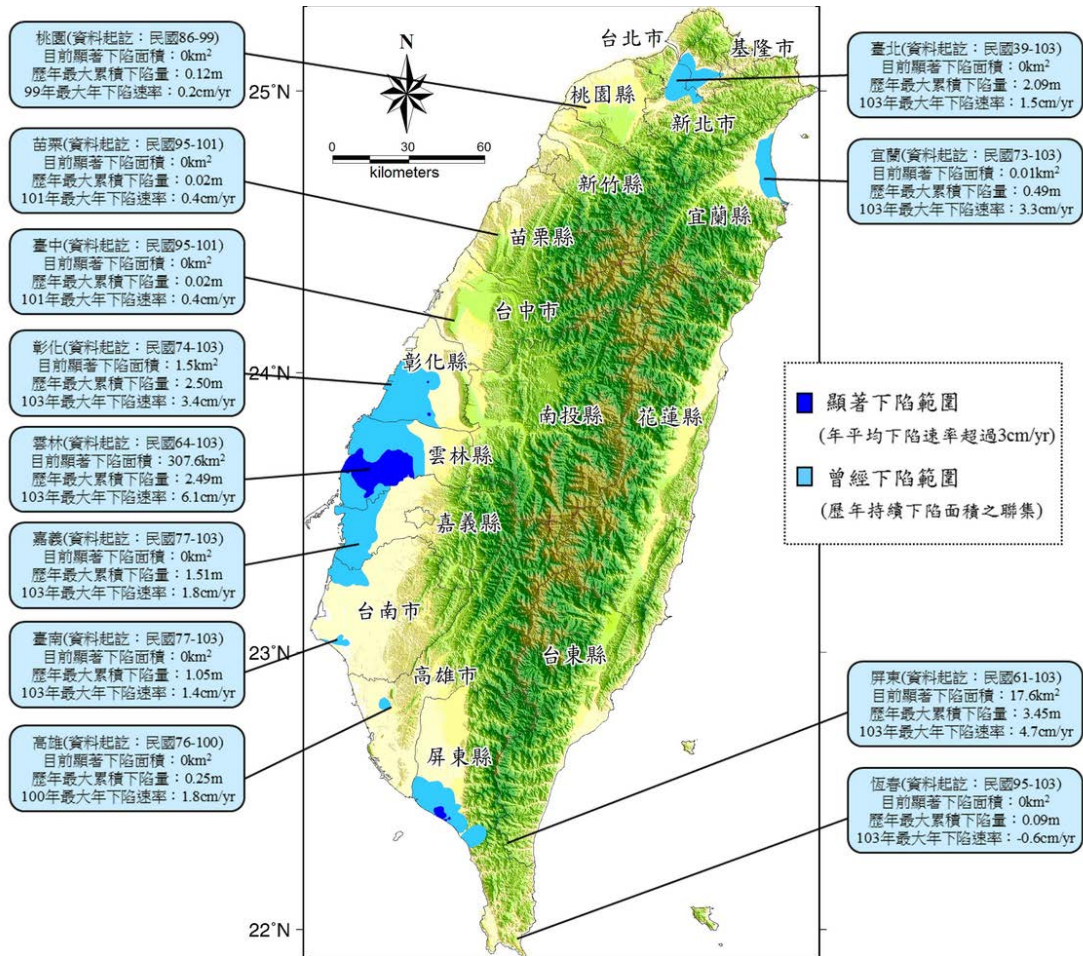 桃園(資料起訖：民國86-99)
目前顯著下陷面積：0km²
歷年最大累積下陷量：0.12m
99年最大年下陷速率：0.2cm/yr
苗栗(資料起訖：民國95-101)
目前顯著下陷面積：0km²
歷年最大累積下陷量：0.02m
101年最大年下陷速率：0.4cm/yr
臺中(資料起訖：民國95-101)
目前顯著下陷面積：0km²
歷年最大累積下陷量：0.02m
101年最大年下陷速率：0.4cm/yr
彰化(資料起訖：民國74-103)
目前顯著下陷面積：1.5km²
歷年最大累積下陷量：2.50m
103年最大年下陷速率：3.4cm/yr
雲林(資料起訖：民國64-103)
目前顯著下陷面積：307.6km²
歷年最大累積下陷量：2.49m
103年最大年下陷速率：6.1cm/yr
嘉義(資料起訖：民國77-103)
目前顯著下陷面積：0km²
歷年最大累積下陷量：1.51m
103年最大年下陷速率：1.8cm/yr
臺南(資料起訖：民國77-103)
目前顯著下陷面積：0km²
歷年最大累積下陷量：1.05m
103年最大年下陷速率：1.4cm/yr
高雄(資料起訖：民國76-100)
目前顯著下陷面積：0km²
歷年最大累積下陷量：0.25m
100年最大年下陷速率：1.8cm/yr
25°N
24°N
23°N
22°N
N
0 30 60
kilometers
台北市
基隆市
桃園縣
新北市
新竹縣
宜蘭縣
苗栗縣
台中市
彰化縣
南投縣
花蓮縣
雲林縣
嘉義縣
台南市
台東縣
高雄市
屏東縣
臺北(資料起訖：民國39-103)
目前顯著下陷面積：0km²
歷年最大累積下陷量：2.09m
103年最大年下陷速率：1.5cm/yr
宜蘭(資料起訖：民國73-103)
目前顯著下陷面積：0.01km²
歷年最大累積下陷量：0.49m
103年最大年下陷速率：3.3cm/yr
顯著下陷範圍
(年平均下陷速率超過3cm/yr)
曾經下陷範圍
(歷年持續下陷面積之聯集)
屏東(資料起訖：民國61-103)
目前顯著下陷面積：17.6km²
歷年最大累積下陷量：3.45m
103年最大年下陷速率：4.7cm/yr
恆春(資料起訖：民國95-103)
目前顯著下陷面積：0km²
歷年最大累積下陷量：0.09m
103年最大年下陷速率：-0.6cm/yr